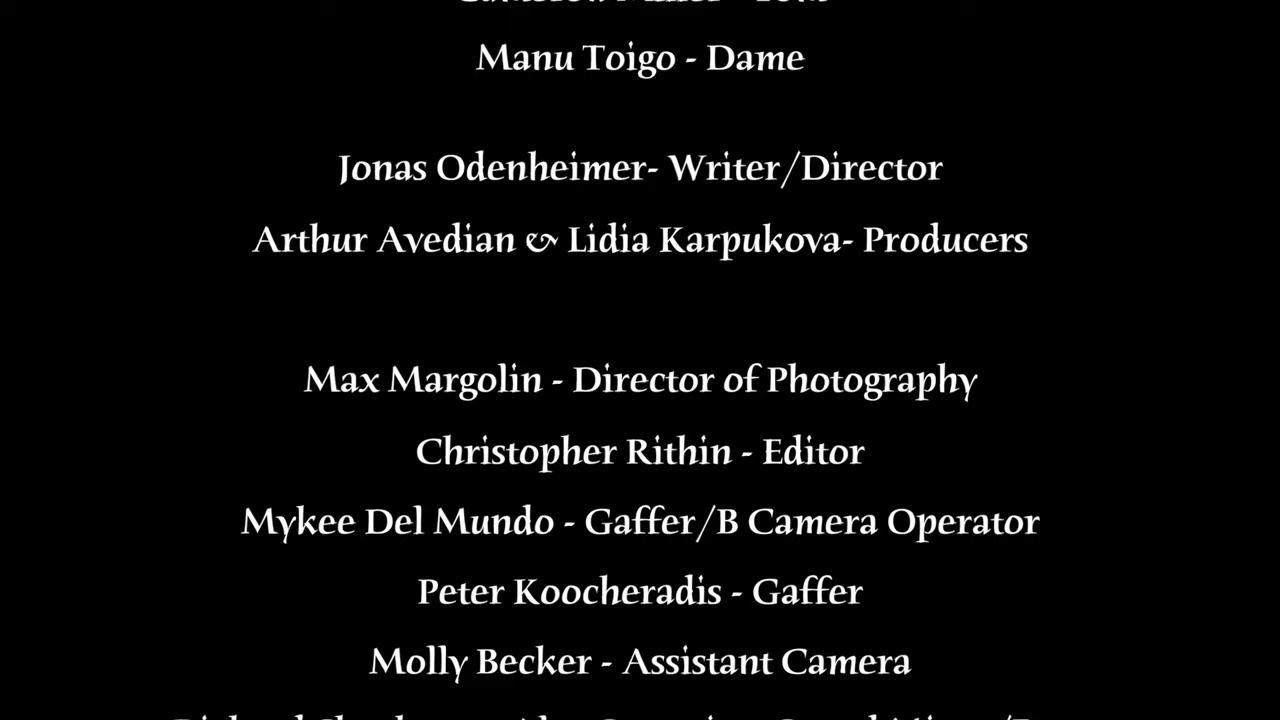 Manu Toigo - Dame
Jonas Odenheimer- Writer/Director
Arthur Avedian & Lidia Karpukova- Producers
Max Margolin - Director of Photography
Christopher Rithin - Editor
Mykee Del Mundo - Gaffer/B Camera Operator
Peter Koocheradis - Gaffer
Molly Becker - Assistant Camera